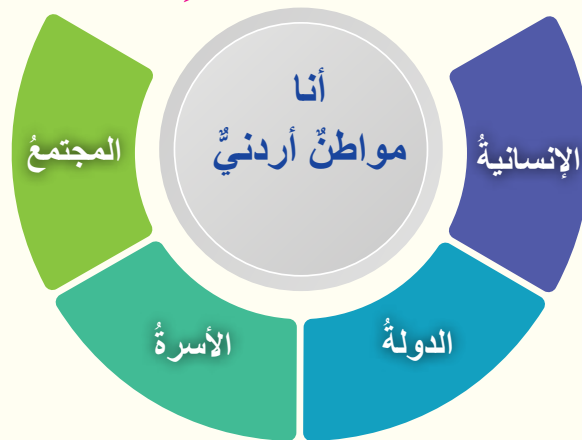 أنا
مواطنٌ أردنيٌّ
الإنسانيةُ
الدولةُ
الأسرةُ
المجتمعُ